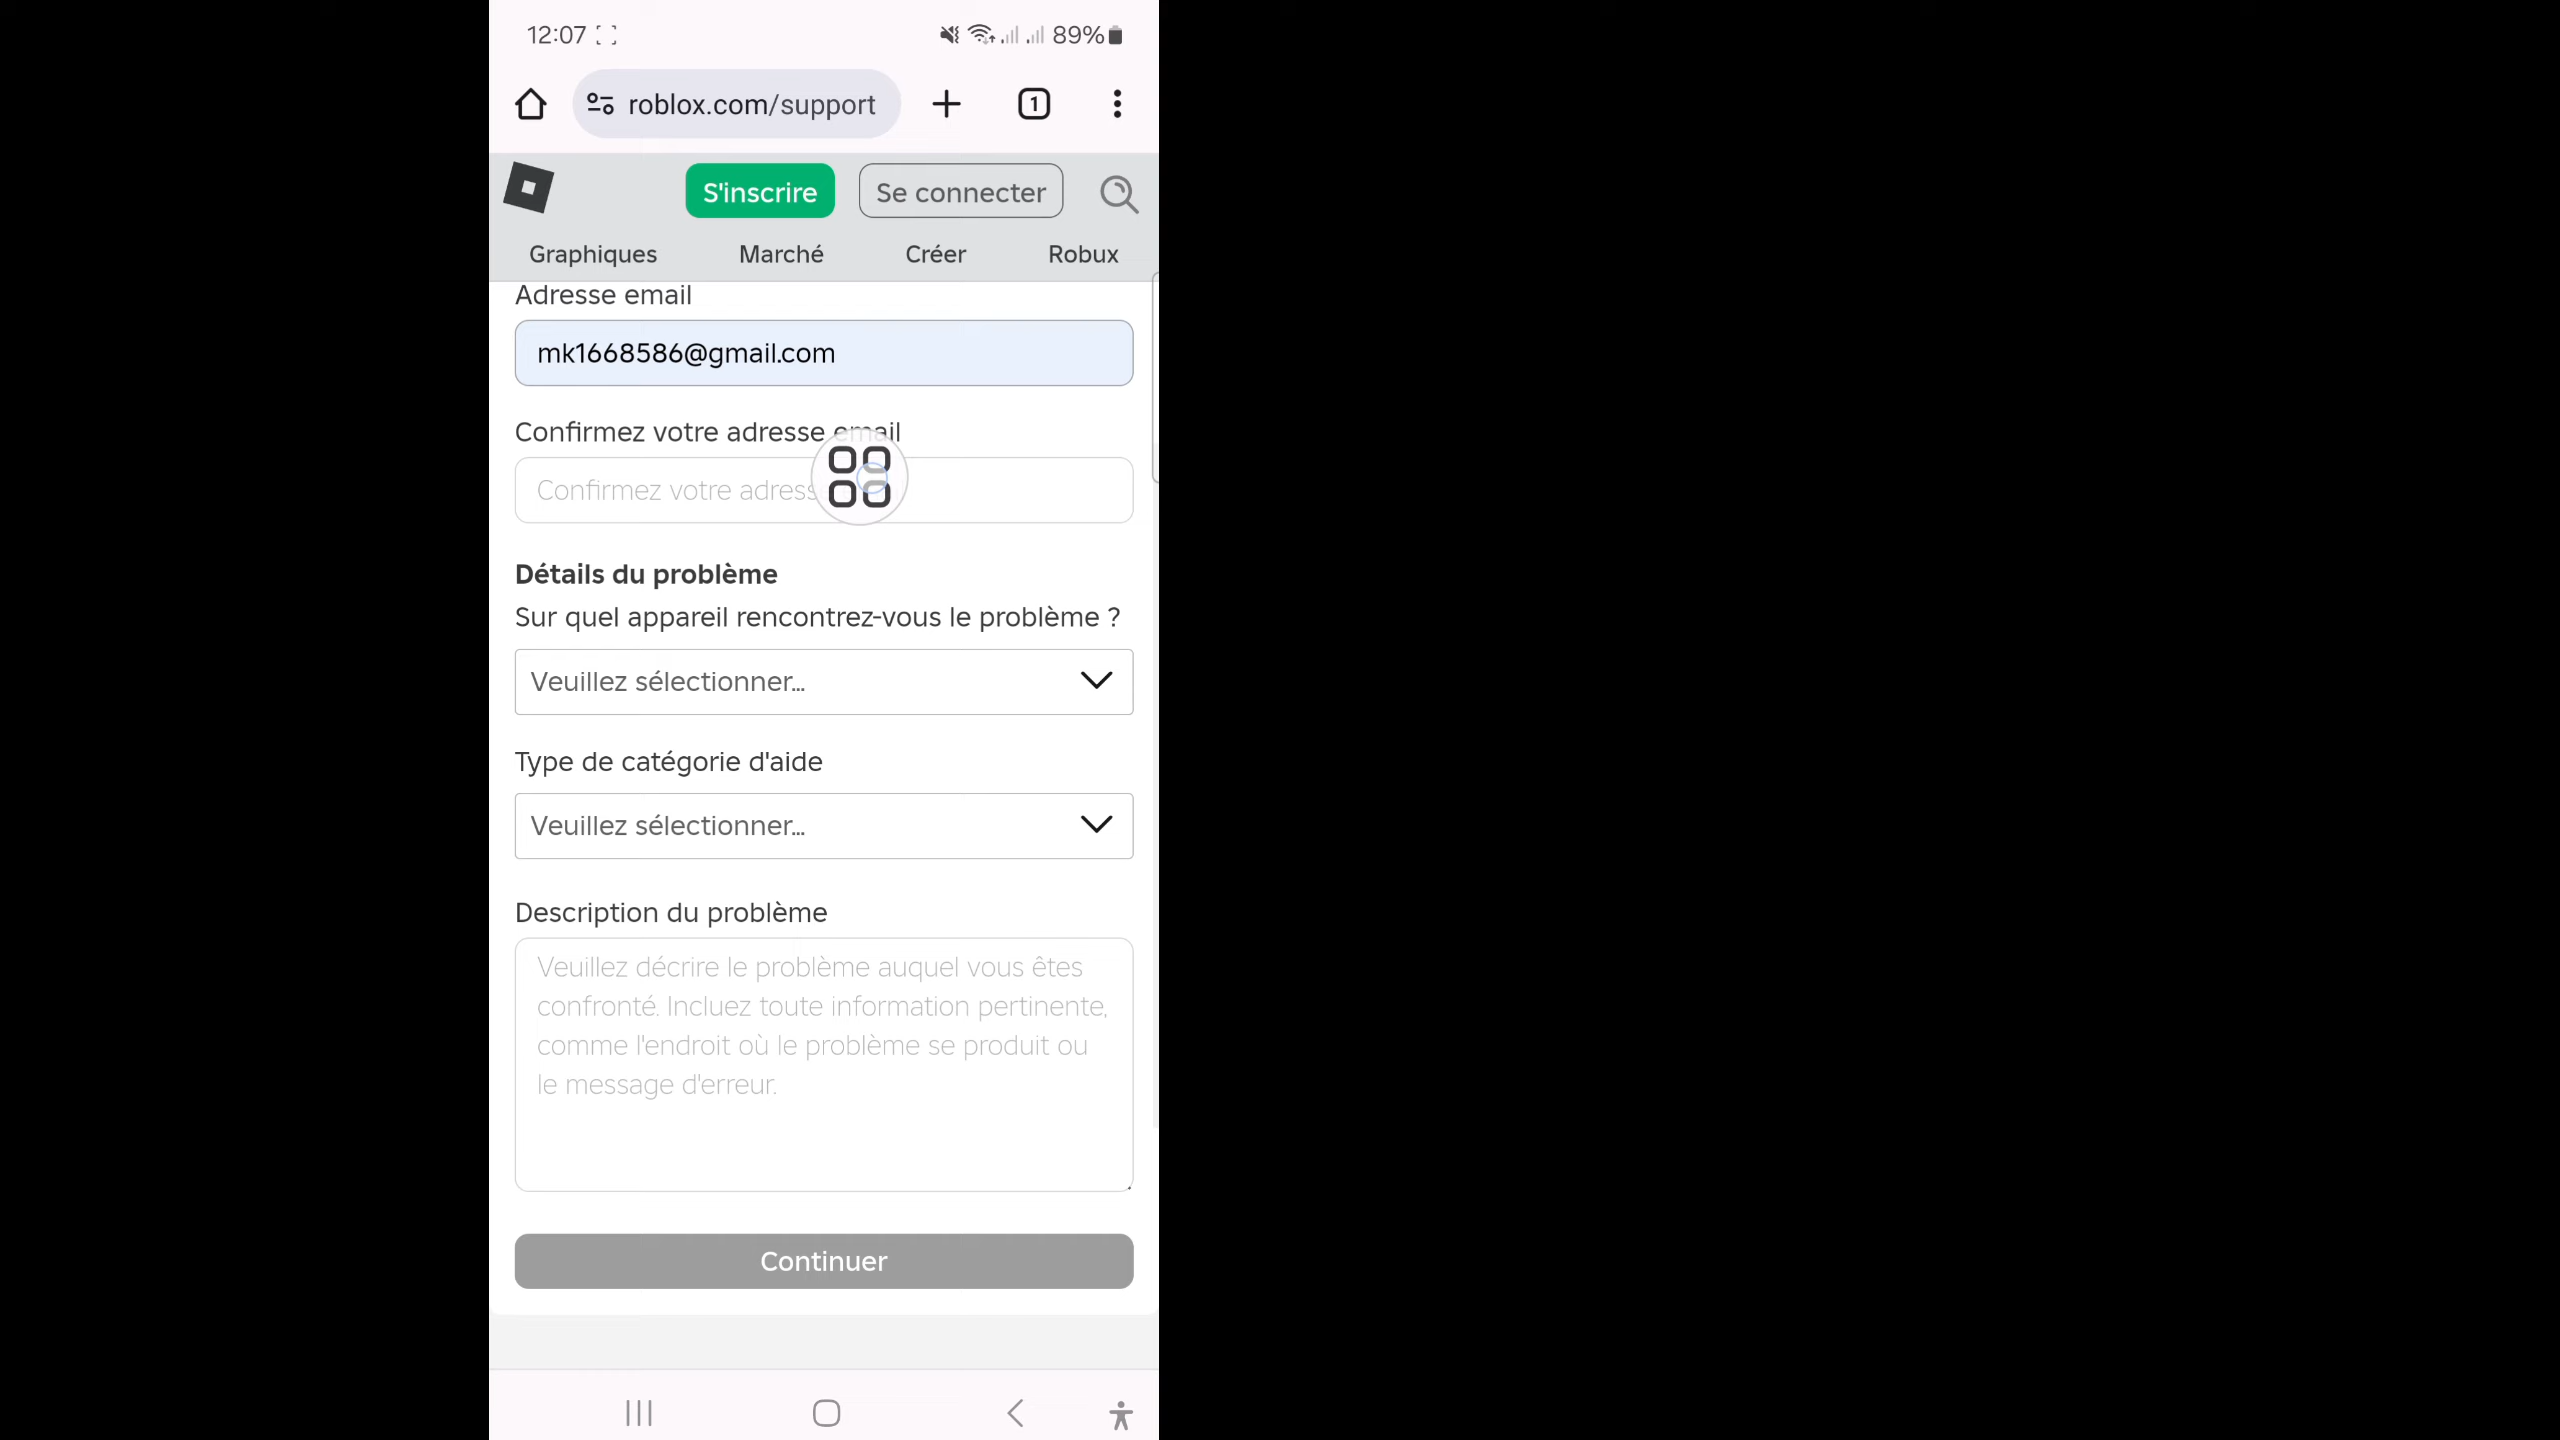 12:07 89%
roblox.com/support 1
S'inscrire Se connecter
Graphiques Marché Créer Robux
Adresse email
mk1668586@gmail.com
Confirmez votre adresse email
Confirmez votre adress
Détails du problème
Sur quel appareil rencontrez-vous le problème ?
Veuillez sélectionner...
Type de catégorie d'aide
Veuillez sélectionner...
Description du problème
Veuillez décrire le problème auquel vous êtes
confronté. Incluez toute information pertinente,
comme l'endroit où le problème se produit ou
le message d'erreur.
Continuer